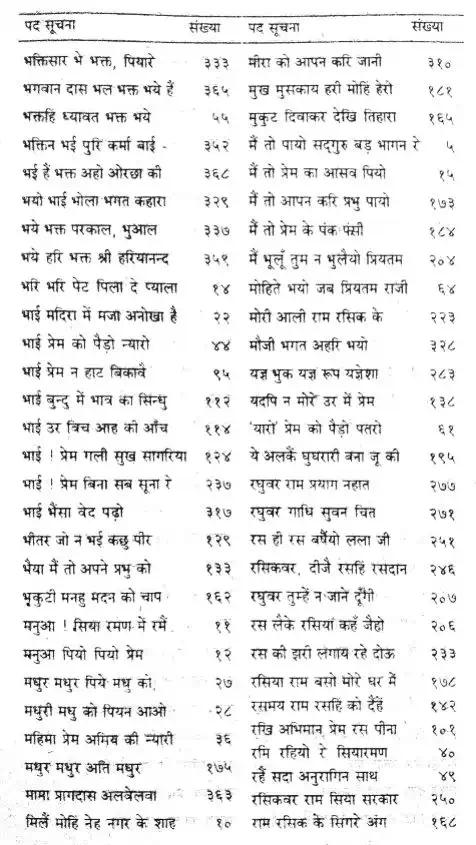 पद सूचना संख्या पद सूचना संख्या
भक्तिसार भे भक्त, पियारे ३३३ मीरा को आपन करि जानी ३१०
भगवान दास भल भक्त भये हैं ३६५ मुख मुसकाय हरी मोहिं हेरो १८१
भक्तहिं ध्यावत भक्त भये ५५ मुकुट दिवाकर देखि तिहारा १६५
भक्तिन भई पुरि कर्मा बाई - ३५२ मैं तो पायो सद्गुरु बड़ भागन रे ५
भई हैं भक्त अहो ओरछा की ३६८ मैं तो प्रेम का आसव पियो १५
भयो भाई भोला भगत कहारा ३२९ मैं तो आपन करि प्रभु पायो १७३
भये भक्त परकाल, भुआल ३३७ मैं तो प्रेम के पंक पंसी १८४
भये हरि भक्त श्री हरियानन्द ३५९ मैं भूलूँ तुम न भुलैयो प्रियतम २०४
भरि भरि पेट पिला दे प्याला १४ मोहिते भयो जब प्रियतम राजी ६४
भाई मदिरा में मजा अनोखा है २२ मोरी आली राम रसिक के २२३
भाई प्रेम को पैड़ो न्यारो ४४ मौजी भगत अहरि भयो ३२८
भाई प्रेम न हाट बिकावै ९५ यज्ञ भुक यज्ञ रूप यज्ञेशा २८३
भाई बुन्दु में भाव का सिन्धु ११२ यदपि न मोरें उर में प्रेम १३८
भाई उर विच आह की आँच ११४ 'यारो' प्रेम को पैड़ो पतरो ६१
भाई ! प्रेम गली सुख सागरिया १२४ ये अलकैं घुघरारी बना जू की १९५
भाई ! प्रेम बिना सब सूना रे २३७ रघुवर राम प्रयाग नहात २७७
भाई भैंसा वेद पढ़ो ३१७ रघुवर गाधि सुवन चित २७१
भीतर जो न भई कछु पीर १२९ रस ही रस बर्षैयो लला जी २५१
भैया मैं तो अपने प्रभु को १३३ रसिकवर, दीजै रसहिं रसदान २४६
भृकुटी मनहु मदन को चाप १६२ रघुवर तुम्हें न जाने दूँगी २०७
मनुआ ! सिया रमण में रमैं ११ रस लैके रसियां कहँ जैहो २०६
मनुआ पियो पियो प्रेम १२ रस की झरी लगाय रहे दोऊ २३३
मधुर मधुर पिये मधु को २७ रसिया राम बसो मोरे घर में १७८
मधुरी मधु को पियन आओ २८ रसमय राम रसहिं को दैहैं १४२
महिमा प्रेम अमिय की न्यारी ३६ रखि अभिमान प्रेम रस पीना १०१
मधुर मधुर अति मधुर १७५ रमि रहियो रे सियारमण ४०
मामा प्रागदास अलवेलवा ३६३ रहैं सदा अनुरागिन साथ ४९
मिलैं मोहिं नेह नगर के शाह १० रसिकवर राम सिया सरकार २५०
राम रसिक के सिगरे अंग १६८